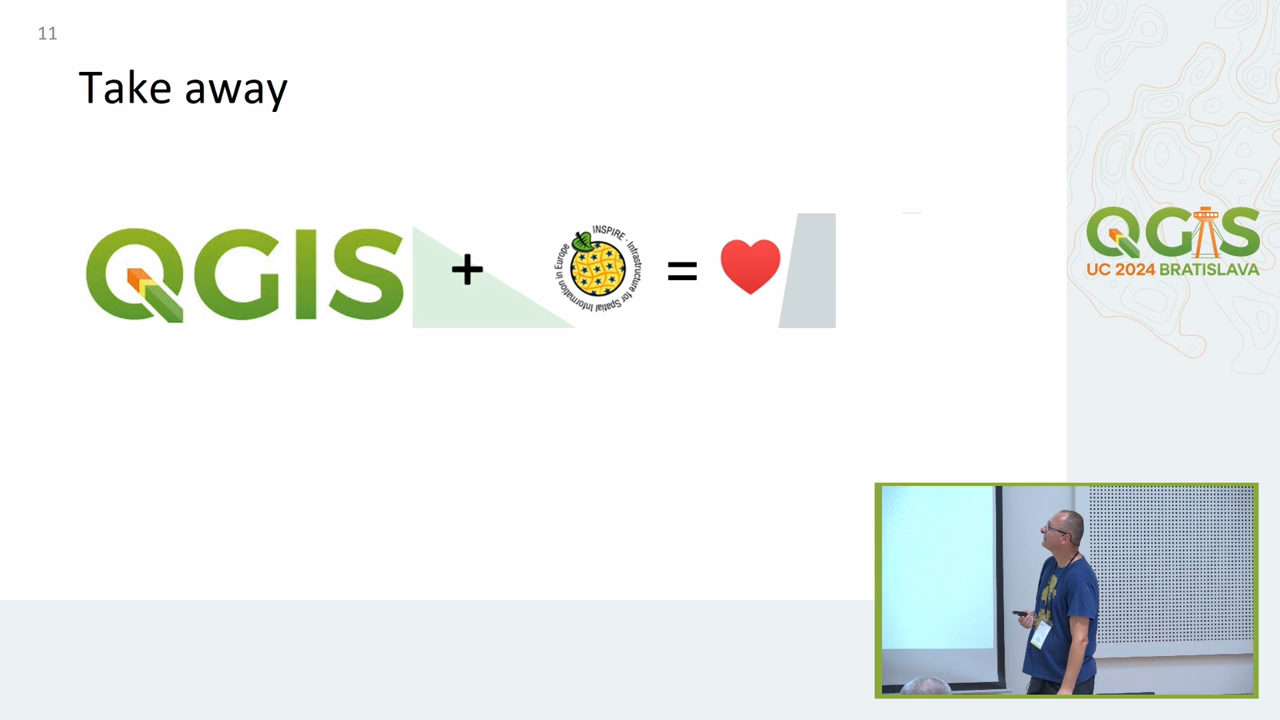 11
Take away
QGIS
+
INSPIRE · Infrastructure for Spatial Information in Europe
=
QGIS
UC 2024 BRATISLAVA